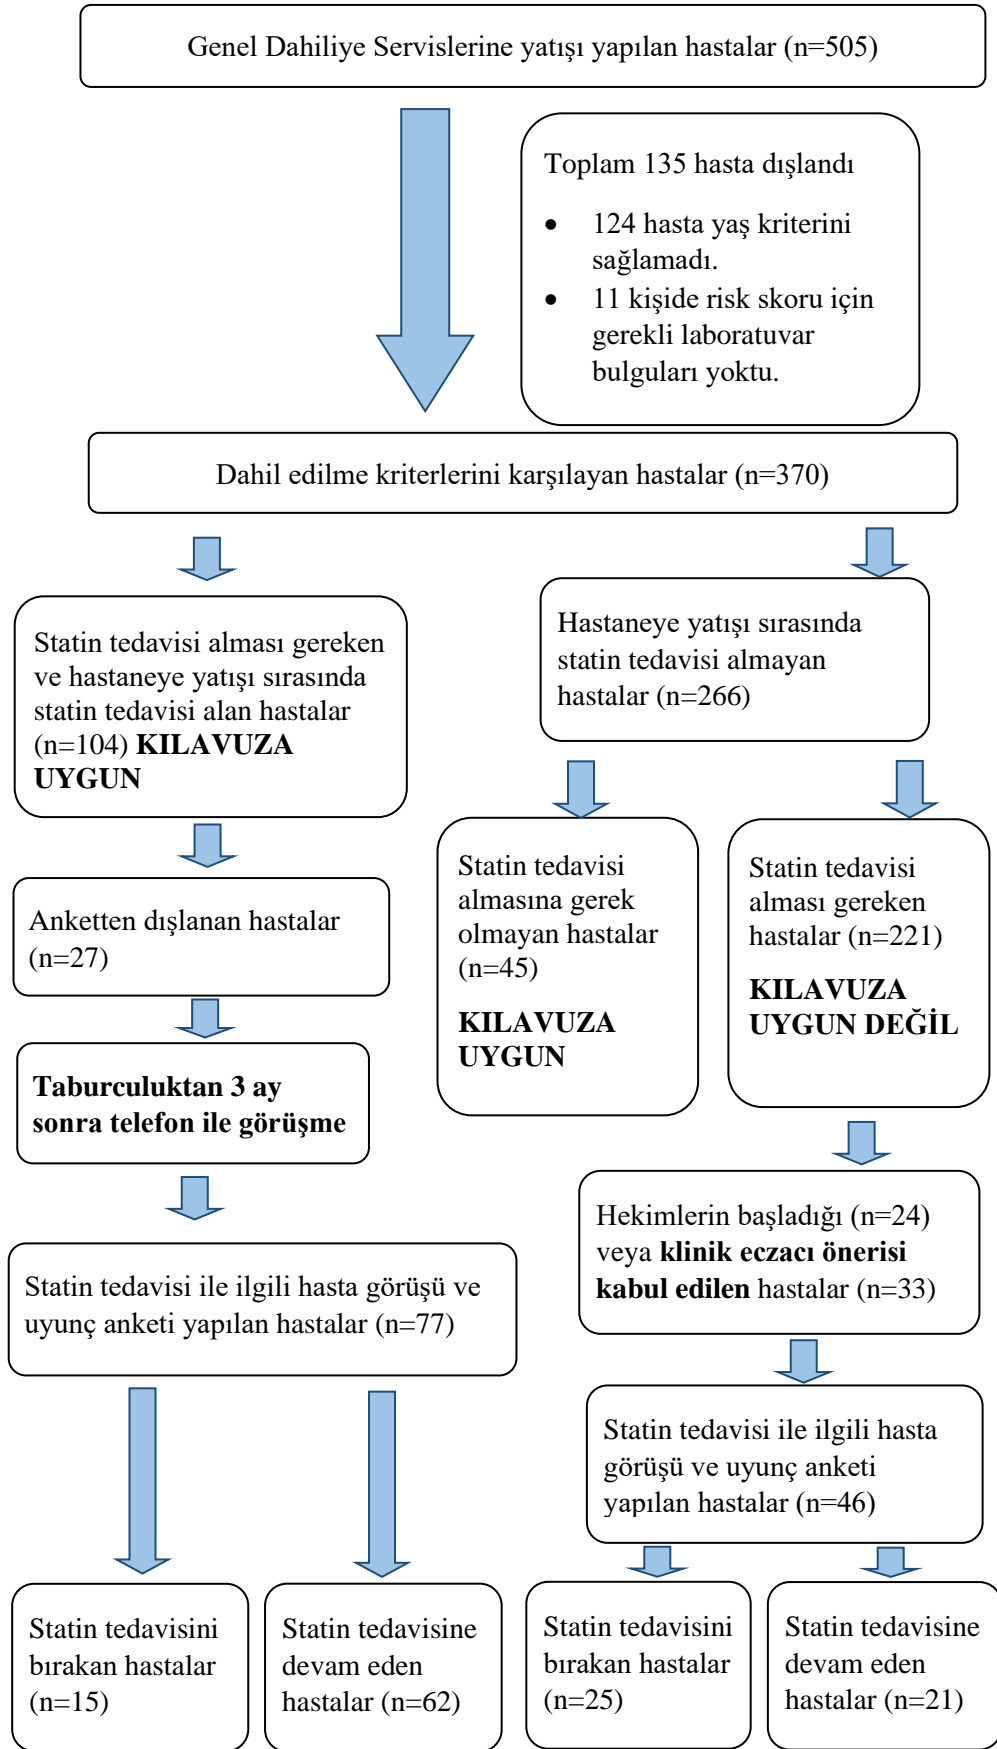 Genel Dahiliye Servislerine yatışı yapılan hastalar (n=505)
Toplam 135 hasta dışlandı
• 124 hasta yaş kriterini
sağlamadı.
• 11 kişide risk skoru için
gerekli laboratuvar
bulguları yoktu.
Dahil edilme kriterlerini karşılayan hastalar (n=370)
Statin tedavisi alması gereken
ve hastaneye yatışı sırasında
statin tedavisi alan hastalar
(n=104) KILAVUZA
UYGUN
Hastaneye yatışı sırasında
statin tedavisi almayan
hastalar (n=266)
Statin tedavisi
almasına gerek
olmayan hastalar
(n=45)
KILAVUZA
UYGUN
Statin tedavisi
alması gereken
hastalar (n=221)
KILAVUZA
UYGUN DEĞİL
Anketten dışlanan hastalar
(n=27)
Taburculuktan 3 ay
sonra telefon ile görüşme
Hekimlerin başladığı (n=24)
veya klinik eczacı önerisi
kabul edilen hastalar (n=33)
Statin tedavisi ile ilgili hasta görüşü ve
uyunç anketi yapılan hastalar (n=77)
Statin tedavisi ile ilgili hasta
görüşü ve uyunç anketi
yapılan hastalar (n=46)
Statin tedavisini
bırakan hastalar
(n=15)
Statin tedavisine
devam eden
hastalar (n=62)
Statin tedavisini
bırakan hastalar
(n=25)
Statin tedavisine
devam eden
hastalar (n=21)